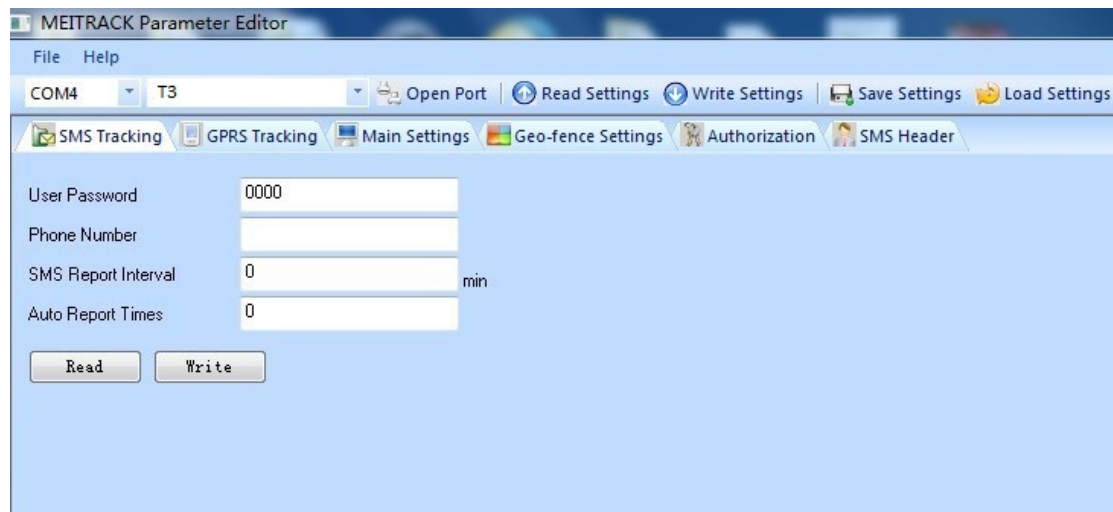 MEITRACK Parameter Editor
File Help
COM4 T3 Open Port Read Settings Write Settings Save Settings Load Settings
SMS Tracking GPRS Tracking Main Settings Geo-fence Settings Authorization SMS Header
User Password 0000
Phone Number
SMS Report Interval 0 min
Auto Report Times 0
Read Write